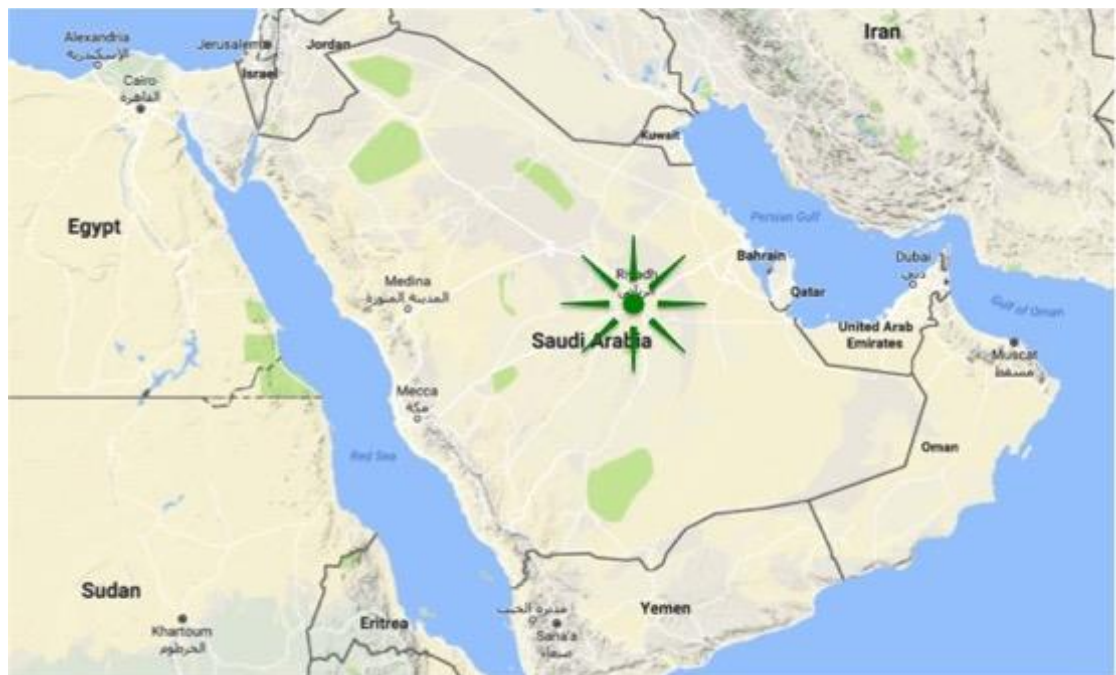 Alexandria
الإسكندرية
Jerusalem
Jordan
Israel
Iran
Cairo
القاهرة
Kuwait
Egypt
Persian Gulf
Medina
المدينة المنورة
Riyadh
Bahrain
Dubai
دبي
Qatar
Gulf of Oman
Saudi Arabia
United Arab
Emirates
Muscat
مسقط
Mecca
مكة
Red Sea
Oman
Sudan
Khartoum
الخرطوم
Eritrea
Yemen
Sana'a
صنعاء